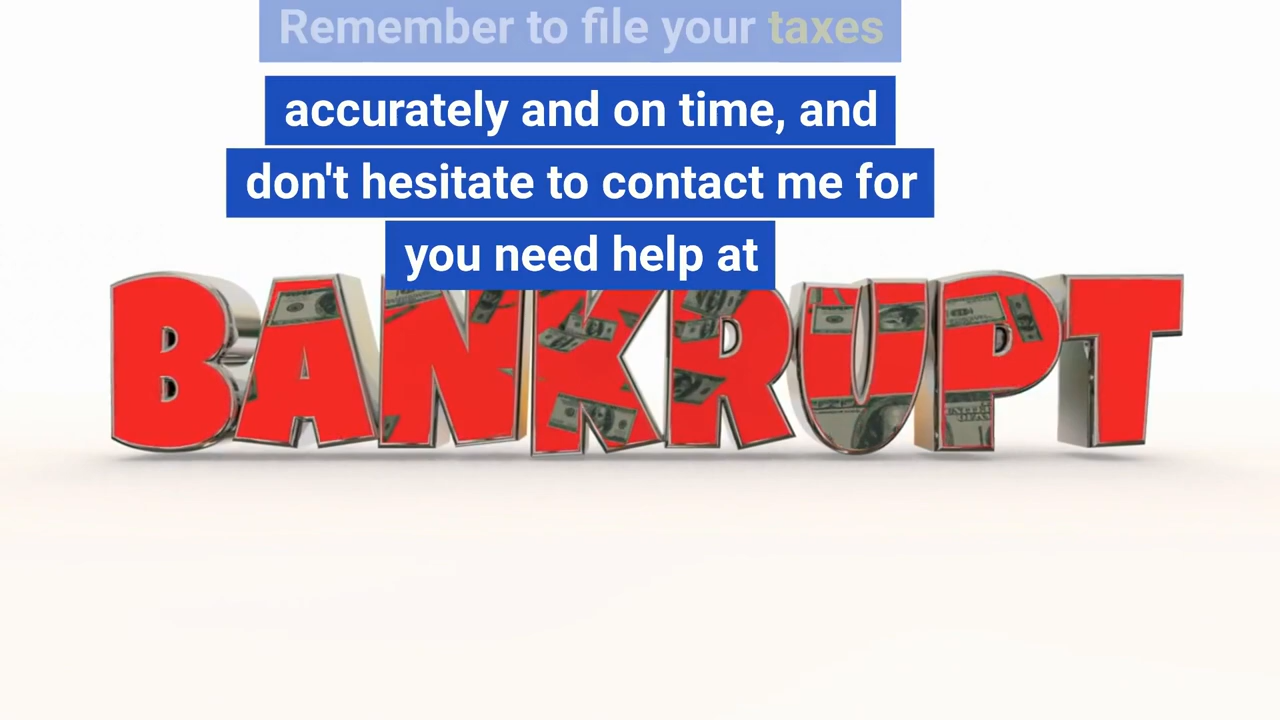 Remember to file your taxes
accurately and on time, and
don't hesitate to contact me for
you need help at
BANKRUPT